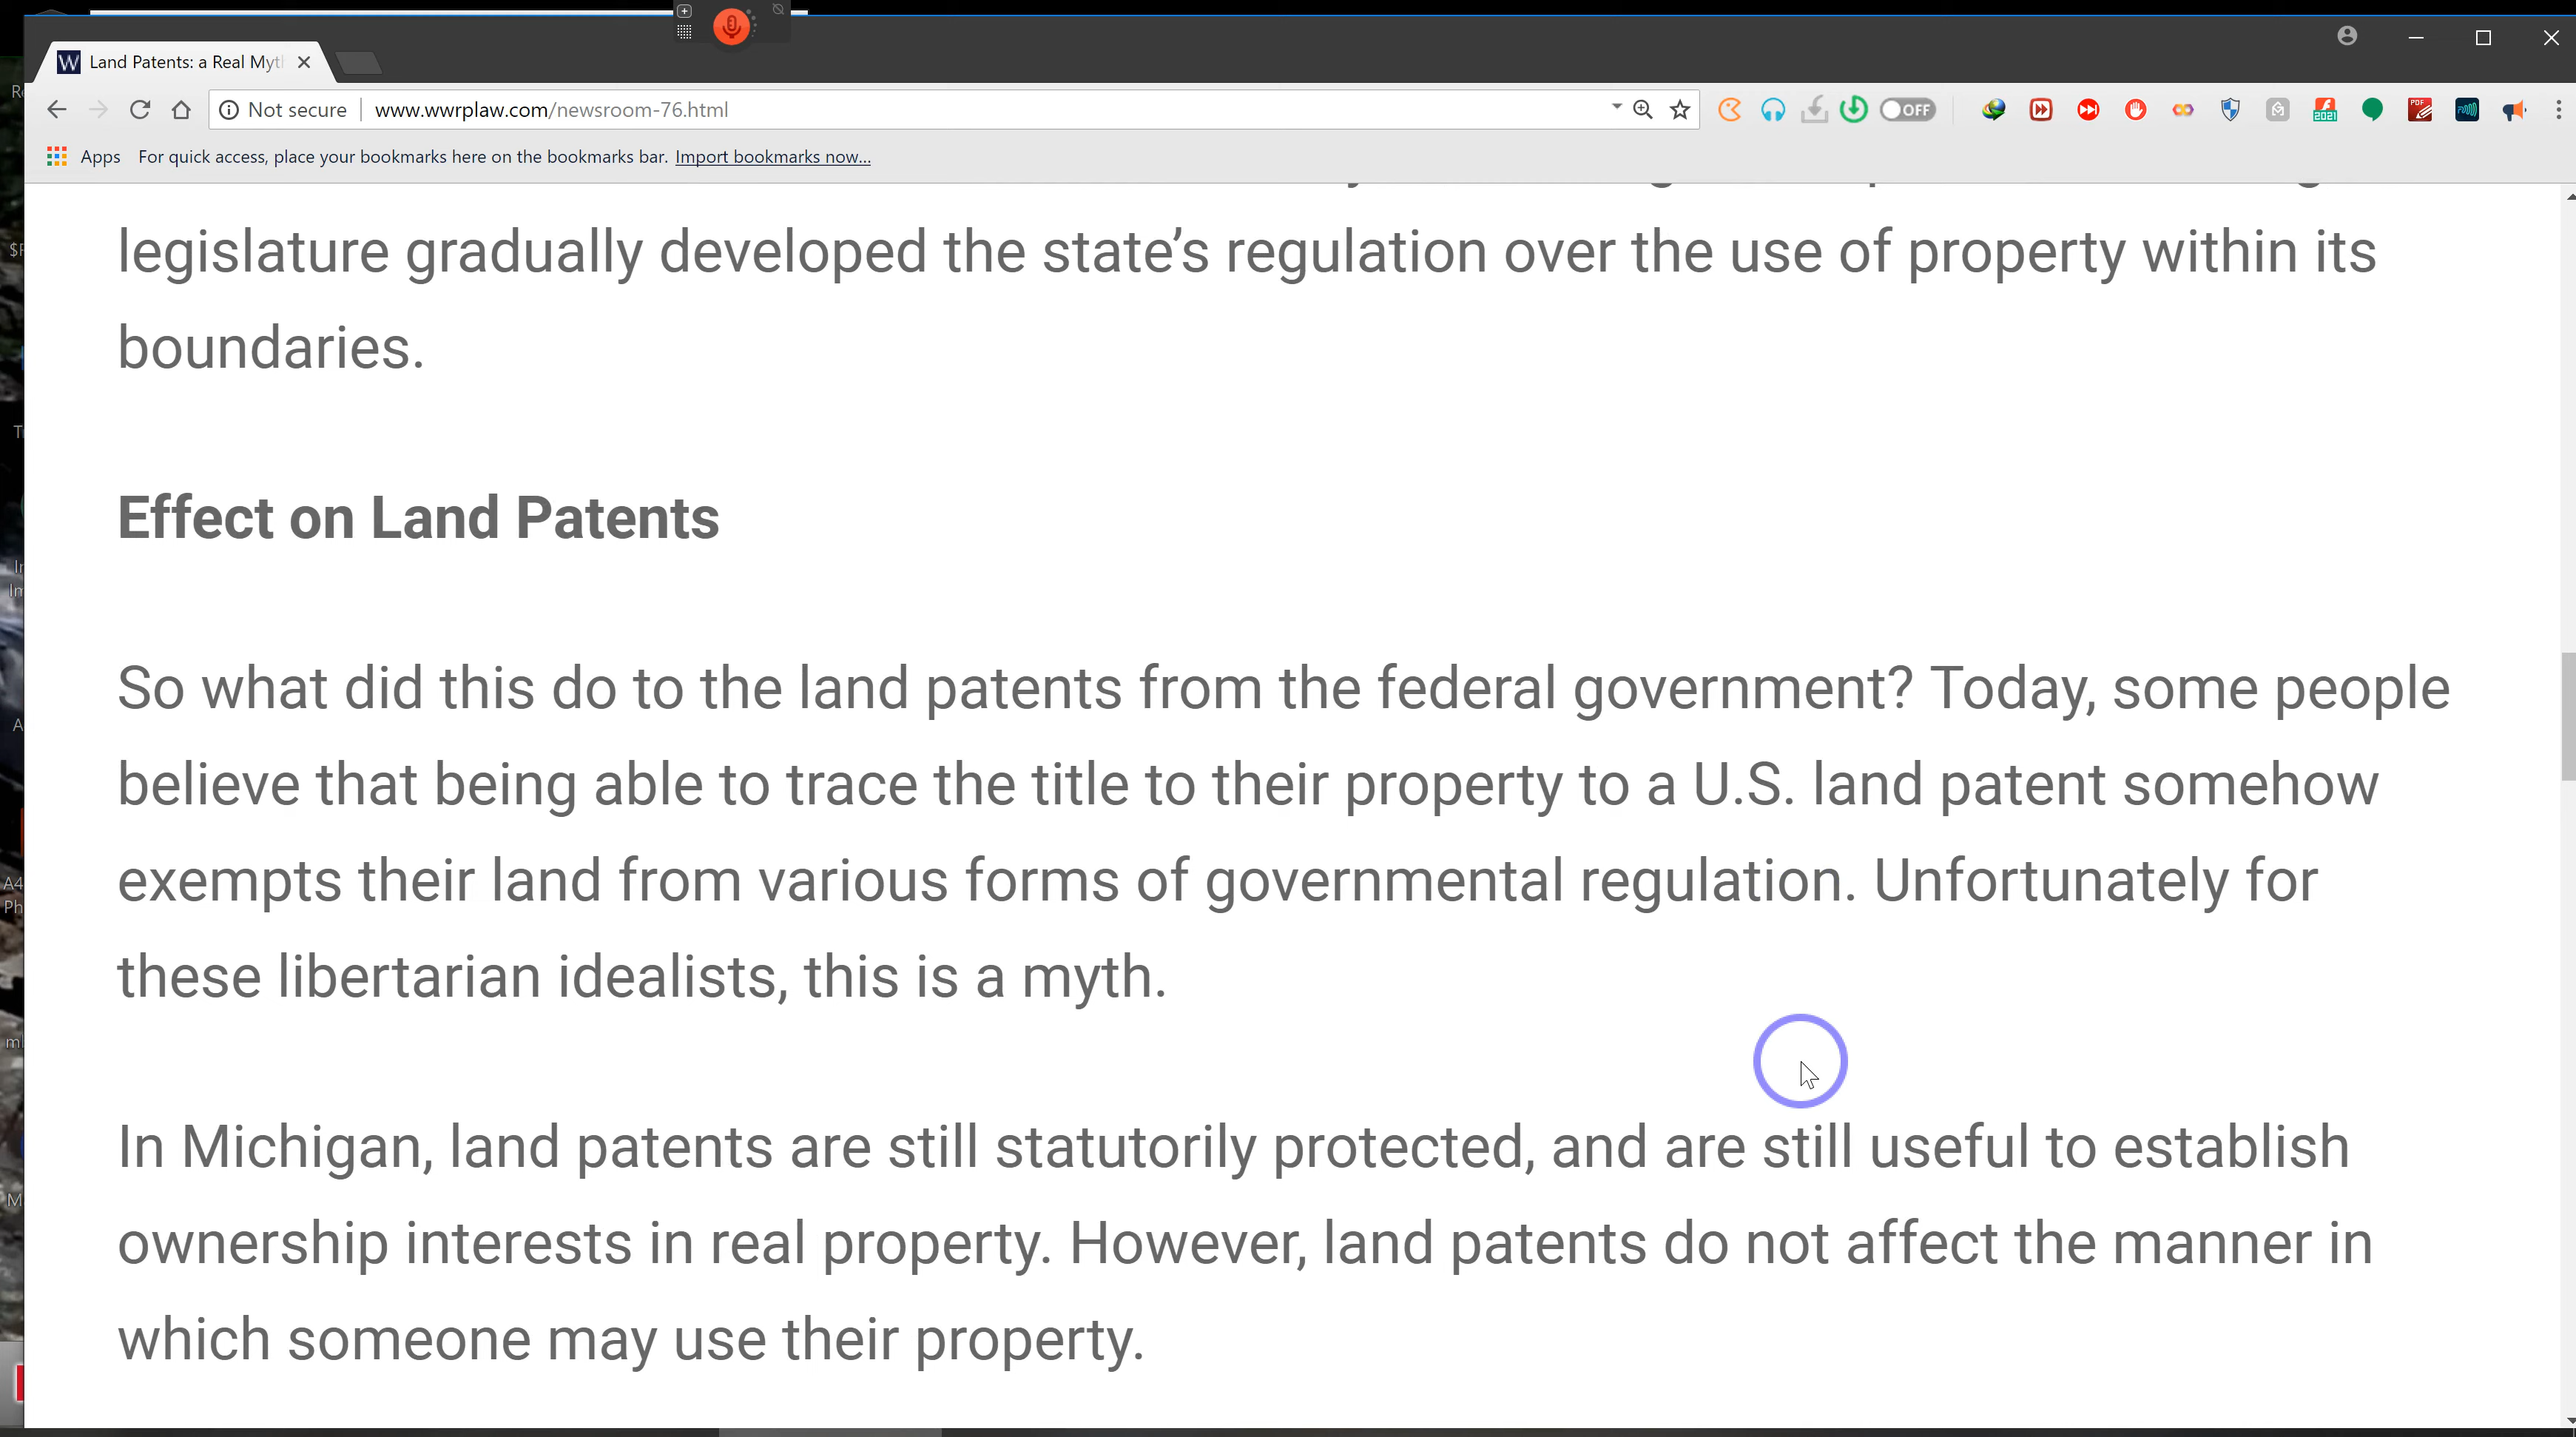 Land Patents: a Real Myt
Not secure www.wwrplaw.com/newsroom-76.html
OFF
2021
PDF
Apps For quick access, place your bookmarks here on the bookmarks bar. Import bookmarks now...
legislature gradually developed the state’s regulation over the use of property within its
boundaries.
Effect on Land Patents
So what did this do to the land patents from the federal government? Today, some people
believe that being able to trace the title to their property to a U.S. land patent somehow
exempts their land from various forms of governmental regulation. Unfortunately for
these libertarian idealists, this is a myth.
In Michigan, land patents are still statutorily protected, and are still useful to establish
ownership interests in real property. However, land patents do not affect the manner in
which someone may use their property.